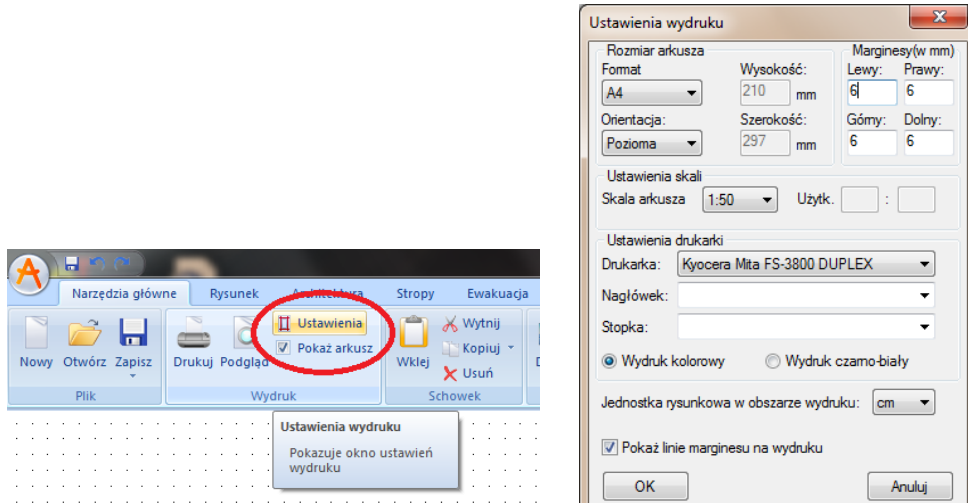 Narzędzia główne Rysunek Architektura Stropy Ewakuacja
Nowy Otwórz Zapisz
Plik
Drukuj Podgląd
Ustawienia
Pokaż arkusz
Wydruk
Wklej
Wytnij
Kopiuj
Usuń
Schowek
Ustawienia wydruku
Pokazuje okno ustawień
wydruku
Ustawienia wydruku
Rozmiar arkusza
Format Wysokość:
A4 210 mm
Orientacja: Szerokość:
Pozioma 297 mm
Marginesy(w mm)
Lewy: Prawy:
6 6
Górny: Dolny:
6 6
Ustawienia skali
Skala arkusza 1:50 Użytk. :
Ustawienia drukarki
Drukarka: Kyocera Mita FS-3800 DUPLEX
Nagłówek:
Stopka:
Wydruk kolorowy Wydruk czarno-biały
Jednostka rysunkowa w obszarze wydruku: cm
Pokaż linie marginesu na wydruku
OK Anuluj